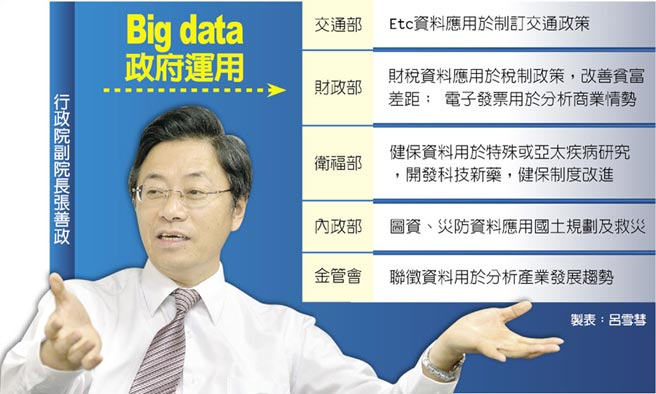 Big data
政府運用
行政院副院長張善政
交通部
Etc資料應用於制訂交通政策
財政部
財稅資料應用於稅制政策，改善貧富
差距； 電子發票用於分析商業情勢
衛福部
健保資料用於特殊或亞太疾病研究
，開發科技新藥，健保制度改進
內政部
圖資、災防資料應用國土規劃及救災
金管會
聯徵資料用於分析產業發展趨勢
製表：呂雪彗